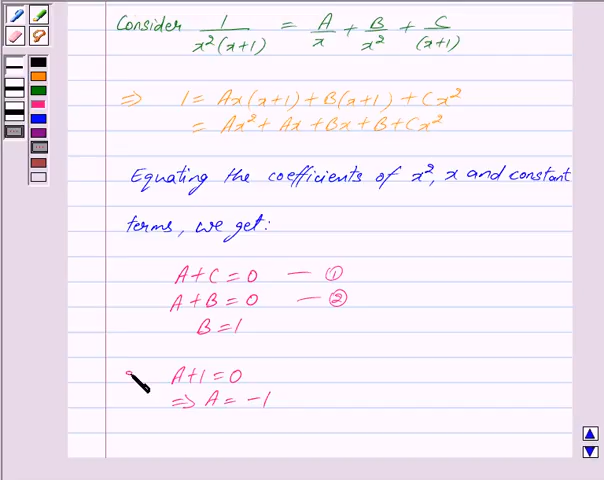 Consider 1/x²(x+1) = A/x + B/x² + C/(x+1)
⇒ 1 = Ax(x+1) + B(x+1) + Cx²
= Ax² + Ax + Bx + B + Cx²
Equating the coefficients of x², x and constant
terms, we get:
A+C = 0 — ①
A+B = 0 — ②
B = 1
A+1 = 0
⇒ A = -1